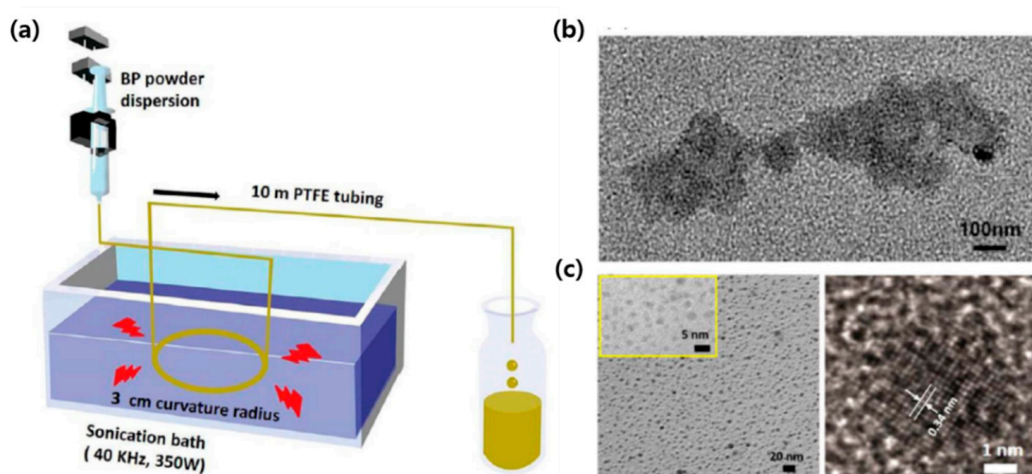 (a)
BP powder
dispersion
10 m PTFE tubing
3 cm curvature radius
Sonication bath
( 40 KHz, 350W)
(b)
100nm
(c)
5 nm
20 nm
0.34 nm
1 nm